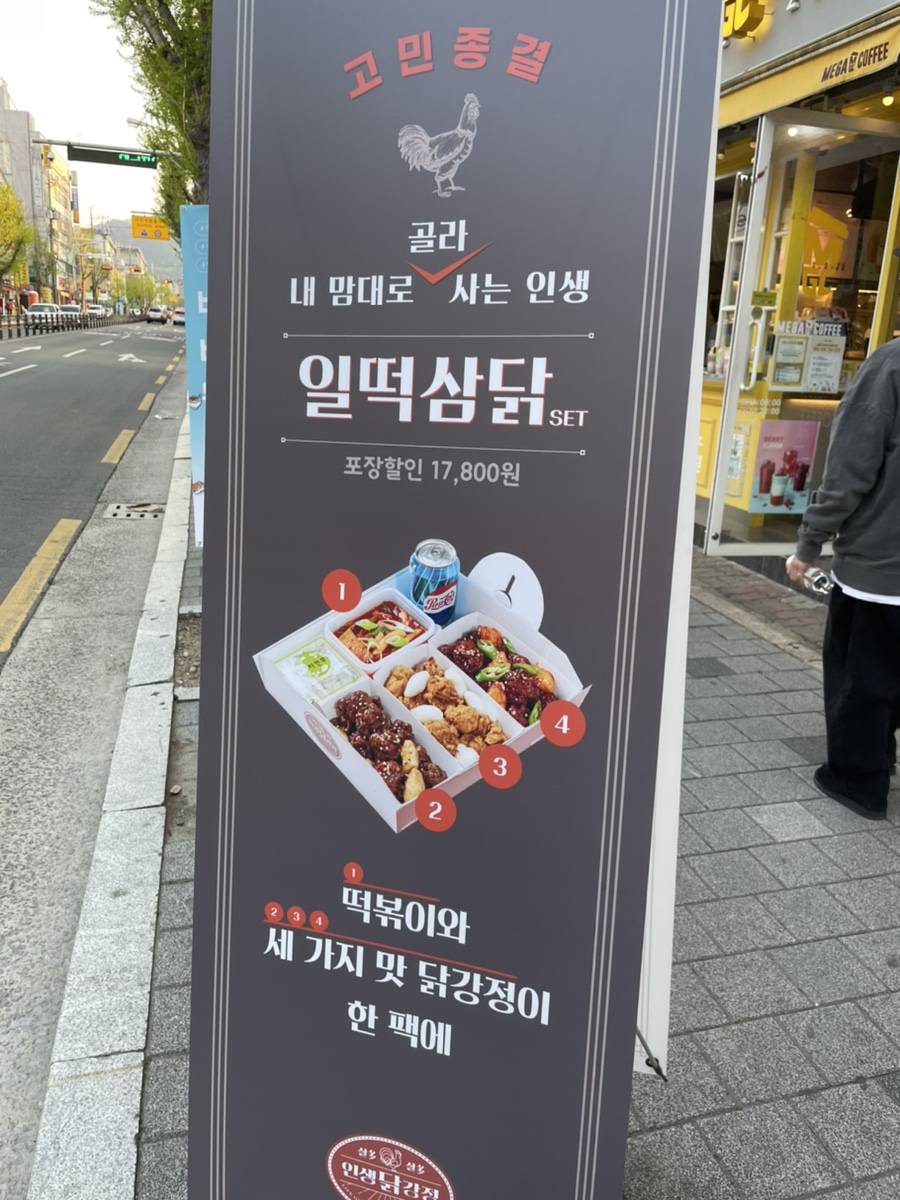 고민종결
골라
내 맘대로 사는 인생
일떡삼닭 SET
포장할인 17,800원
1
2
3
4
1
떡볶이와
2 3 4
세 가지 맛 닭강정이
한 팩에
인생닭강정
MEGA COFFEE
MEGA COFFEE
BERRY